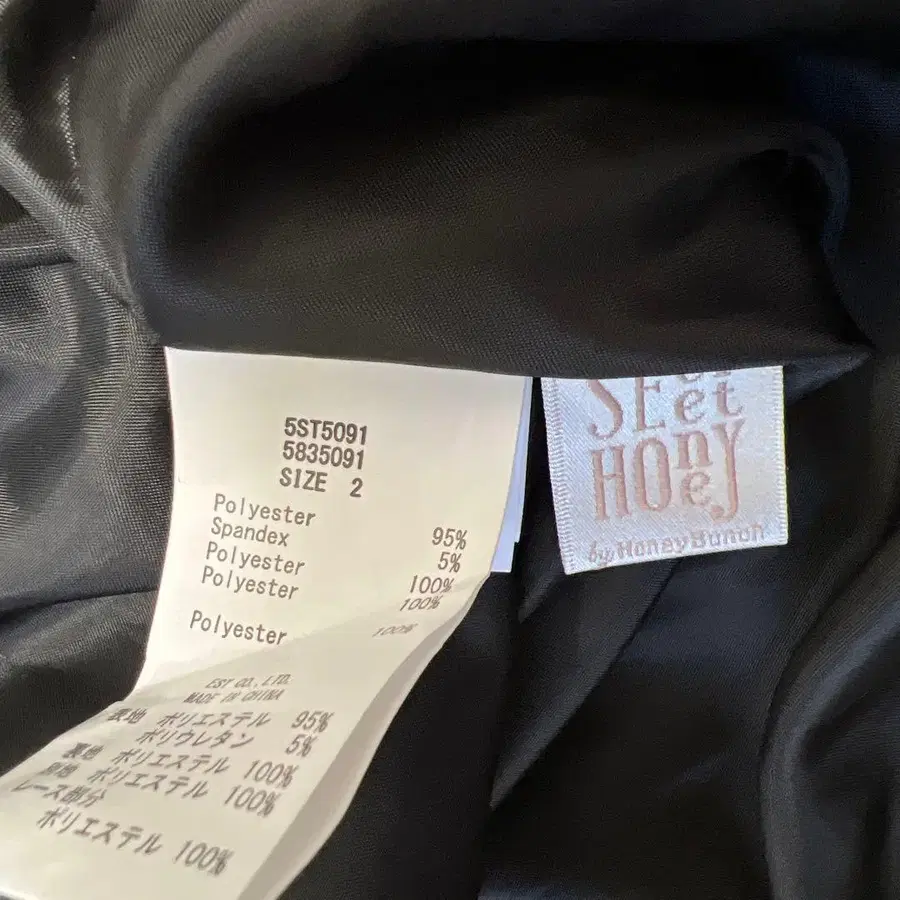 5ST5091
5835091
SIZE 2
Polyester 95%
Spandex 5%
Polyester 100%
Polyester 100%
Polyester 100%
EST CO., LTD.
MADE IN CHINA
表地 ポリエステル 95%
ポリウレタン 5%
裏地 ポリエステル 100%
別地 ポリエステル 100%
レース部分
ポリエステル 100%
SEcret
HOneY
by Honey Bunch